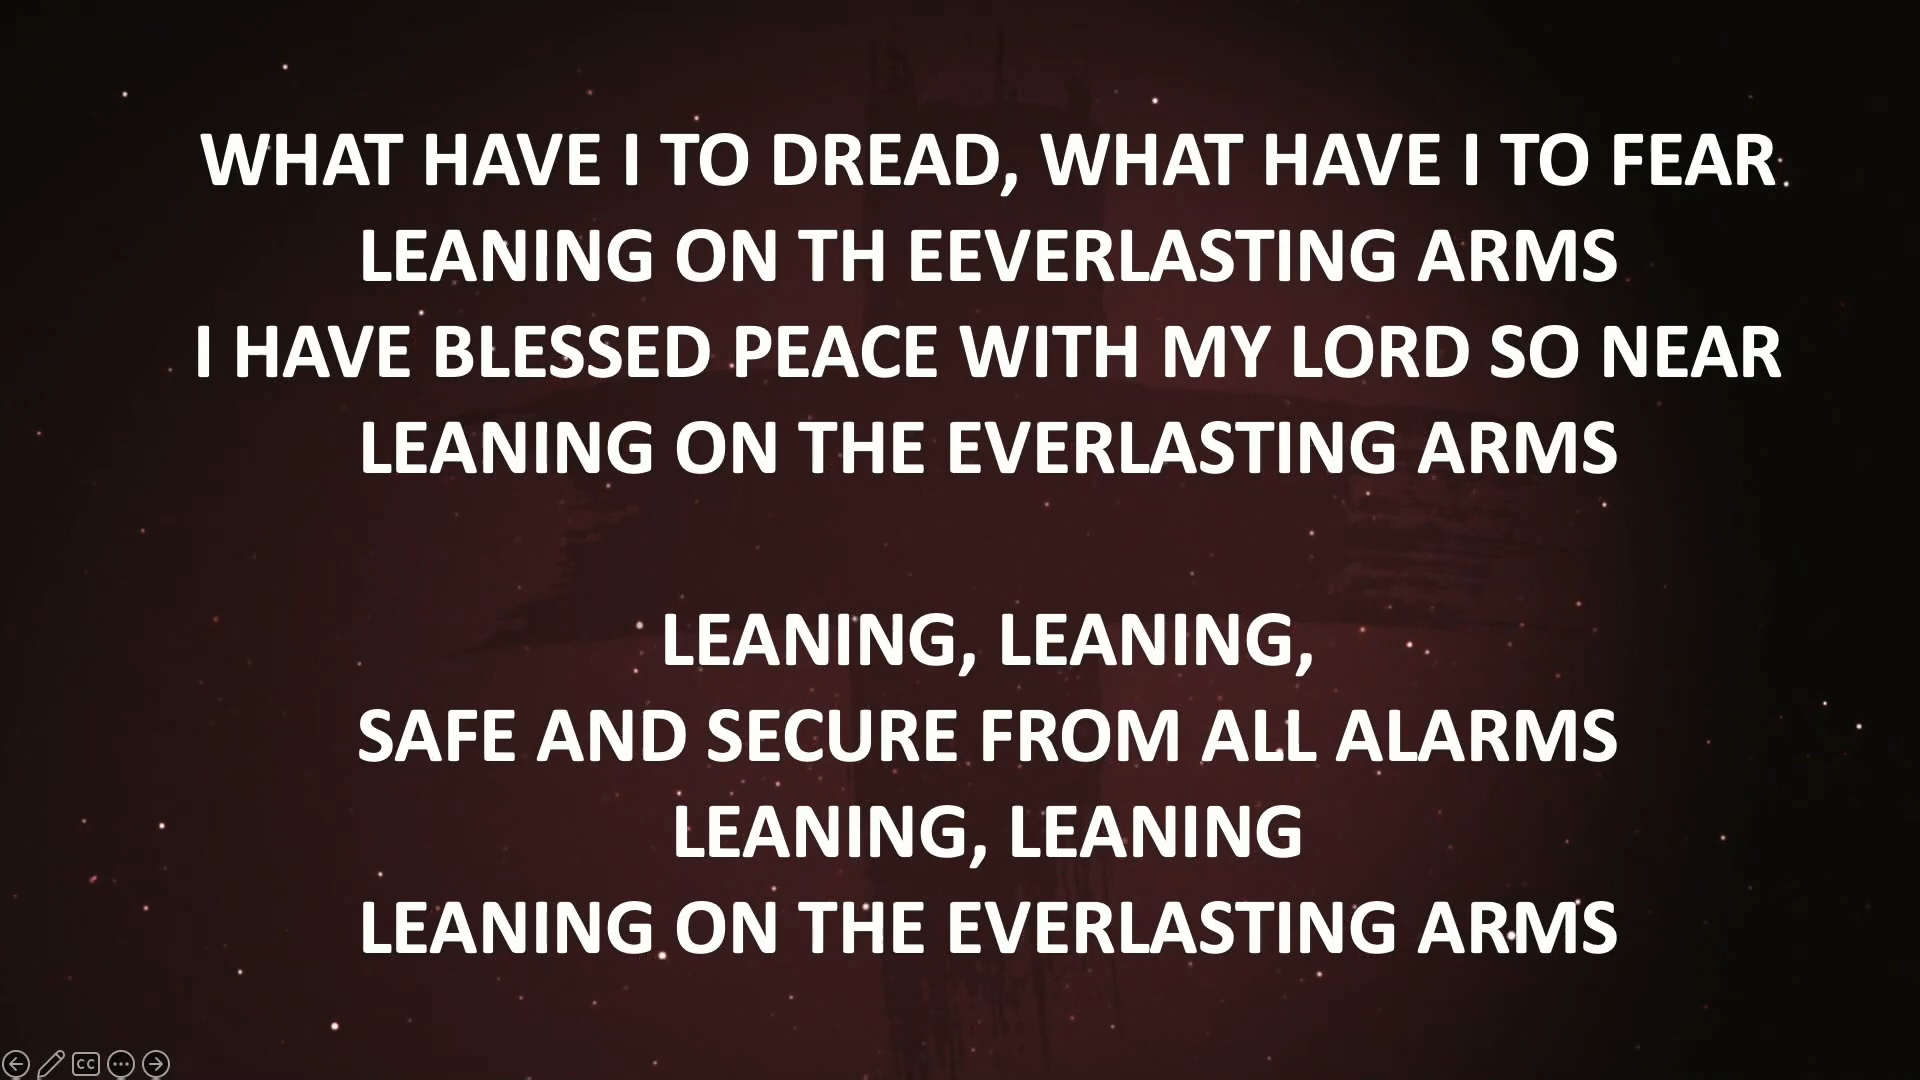 WHAT HAVE I TO DREAD, WHAT HAVE I TO FEAR
LEANING ON TH EEVERLASTING ARMS
I HAVE BLESSED PEACE WITH MY LORD SO NEAR
LEANING ON THE EVERLASTING ARMS
LEANING, LEANING,
SAFE AND SECURE FROM ALL ALARMS
LEANING, LEANING
LEANING ON THE EVERLASTING ARMS
CC